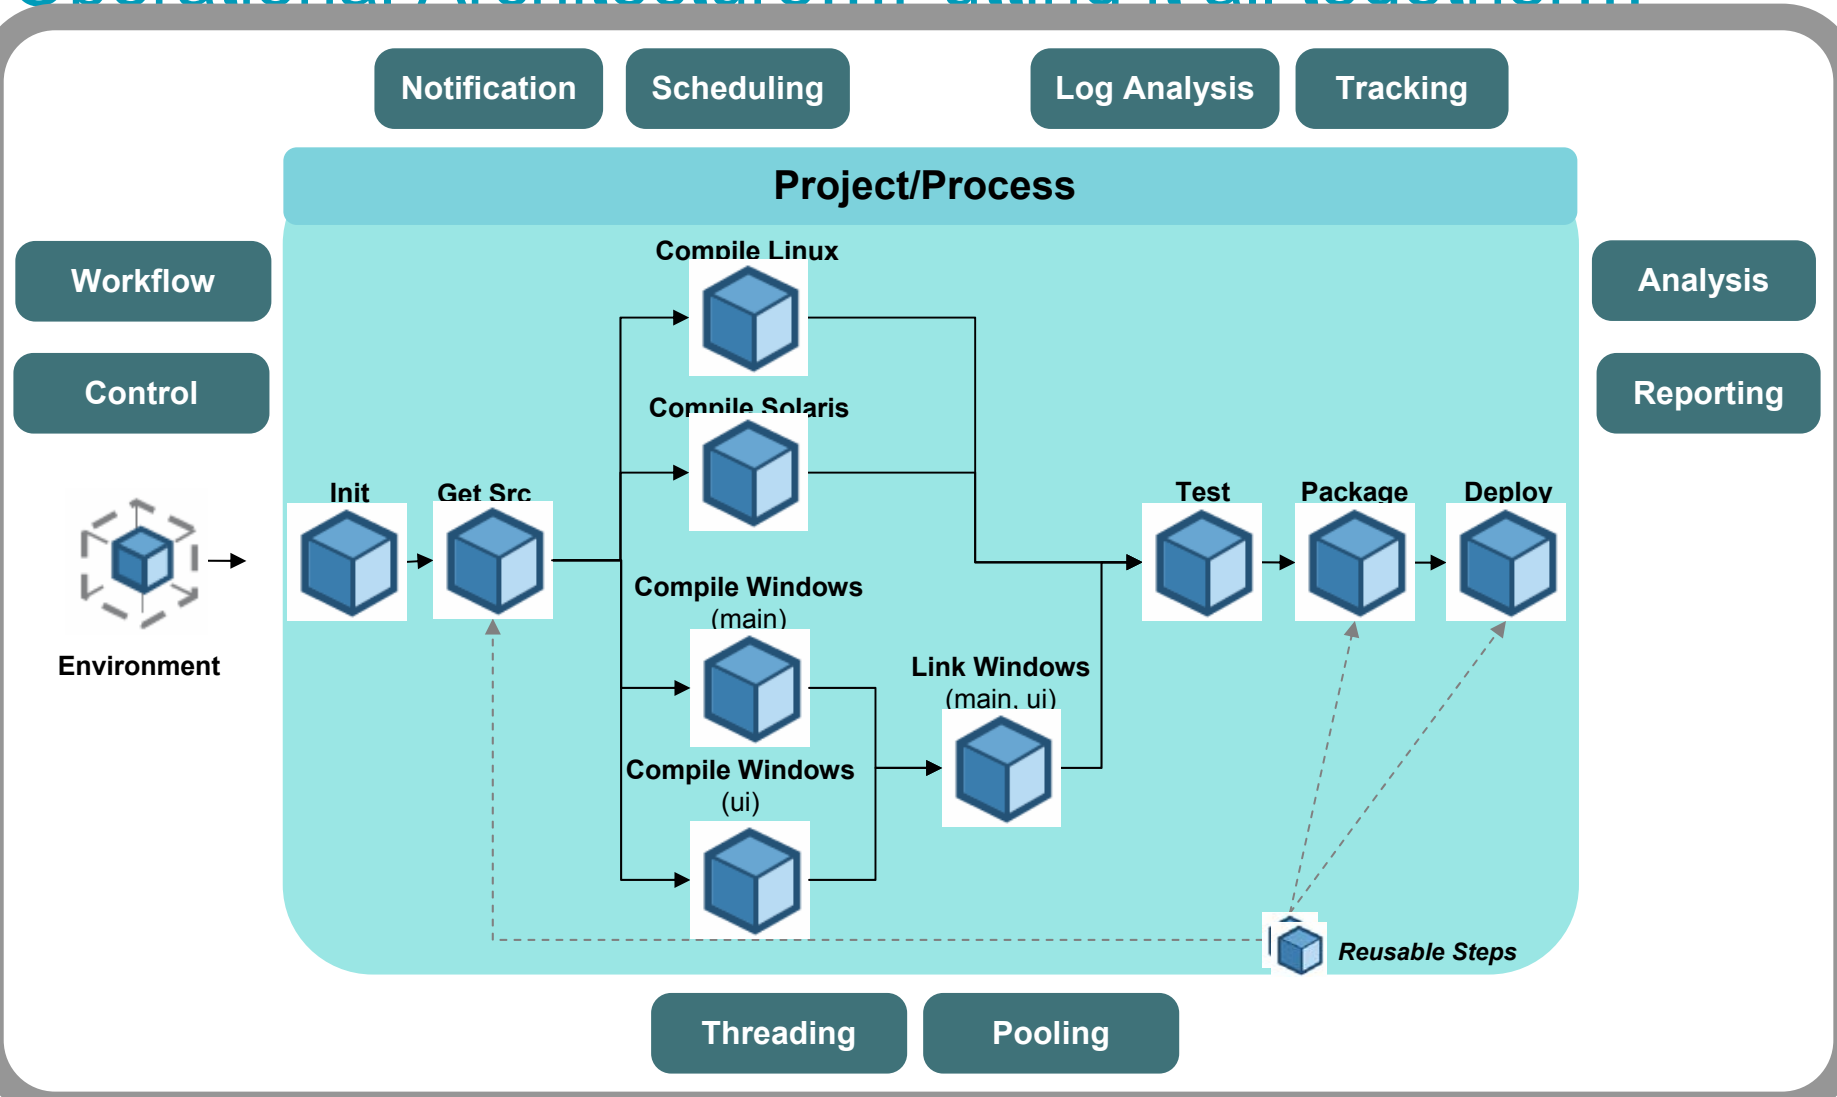 Notification
Scheduling
Log Analysis
Tracking
Project/Process
Workflow
Control
Analysis
Reporting
Compile Linux
Compile Solaris
Init
Get Src
Test
Package
Deploy
Environment
Compile Windows
(main)
Link Windows
(main, ui)
Compile Windows
(ui)
Reusable Steps
Threading
Pooling